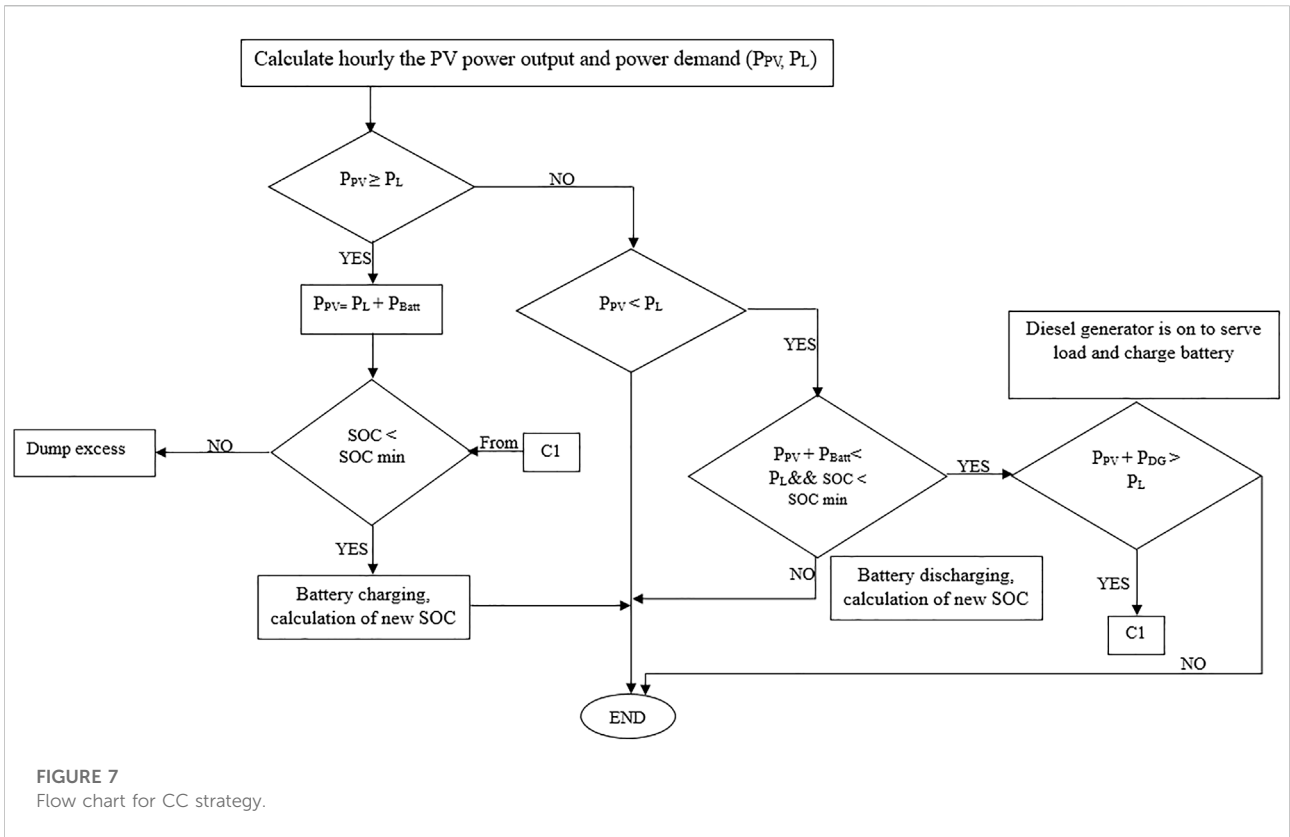 Calculate hourly the PV power output and power demand (PPV, PL)
PPV ≥ PL
NO
YES
PPV= PL + PBatt
PPV < PL
YES
Diesel generator is on to serve
load and charge battery
SOC <
SOC min
NO
Dump excess
From
C1
PPV + PBatt<
PL&& SOC <
SOC min
YES
PPV + PDG >
PL
YES
Battery charging,
calculation of new SOC
NO
Battery discharging,
calculation of new SOC
YES
C1
NO
END
FIGURE 7
Flow chart for CC strategy.